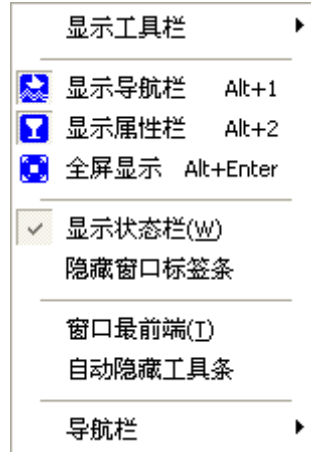 显示工具栏
显示导航栏 Alt+1
显示属性栏 Alt+2
全屏显示 Alt+Enter
显示状态栏(W)
隐藏窗口标签条
窗口最前端(T)
自动隐藏工具条
导航栏